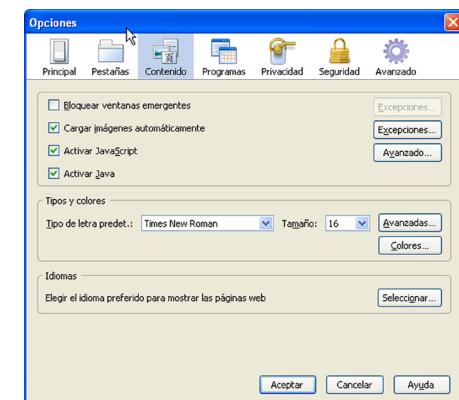 Opciones
Principal Pestañas Contenido Programas Privacidad Seguridad Avanzado
Bloquear ventanas emergentes Excepciones...
Cargar imágenes automáticamente Excepciones...
Activar JavaScript Avanzado...
Activar Java
Tipos y colores
Tipo de letra predet.: Times New Roman Tamaño: 16 Avanzadas...
Colores...
Idiomas
Elegir el idioma preferido para mostrar las páginas web Seleccionar...
Aceptar Cancelar Ayuda